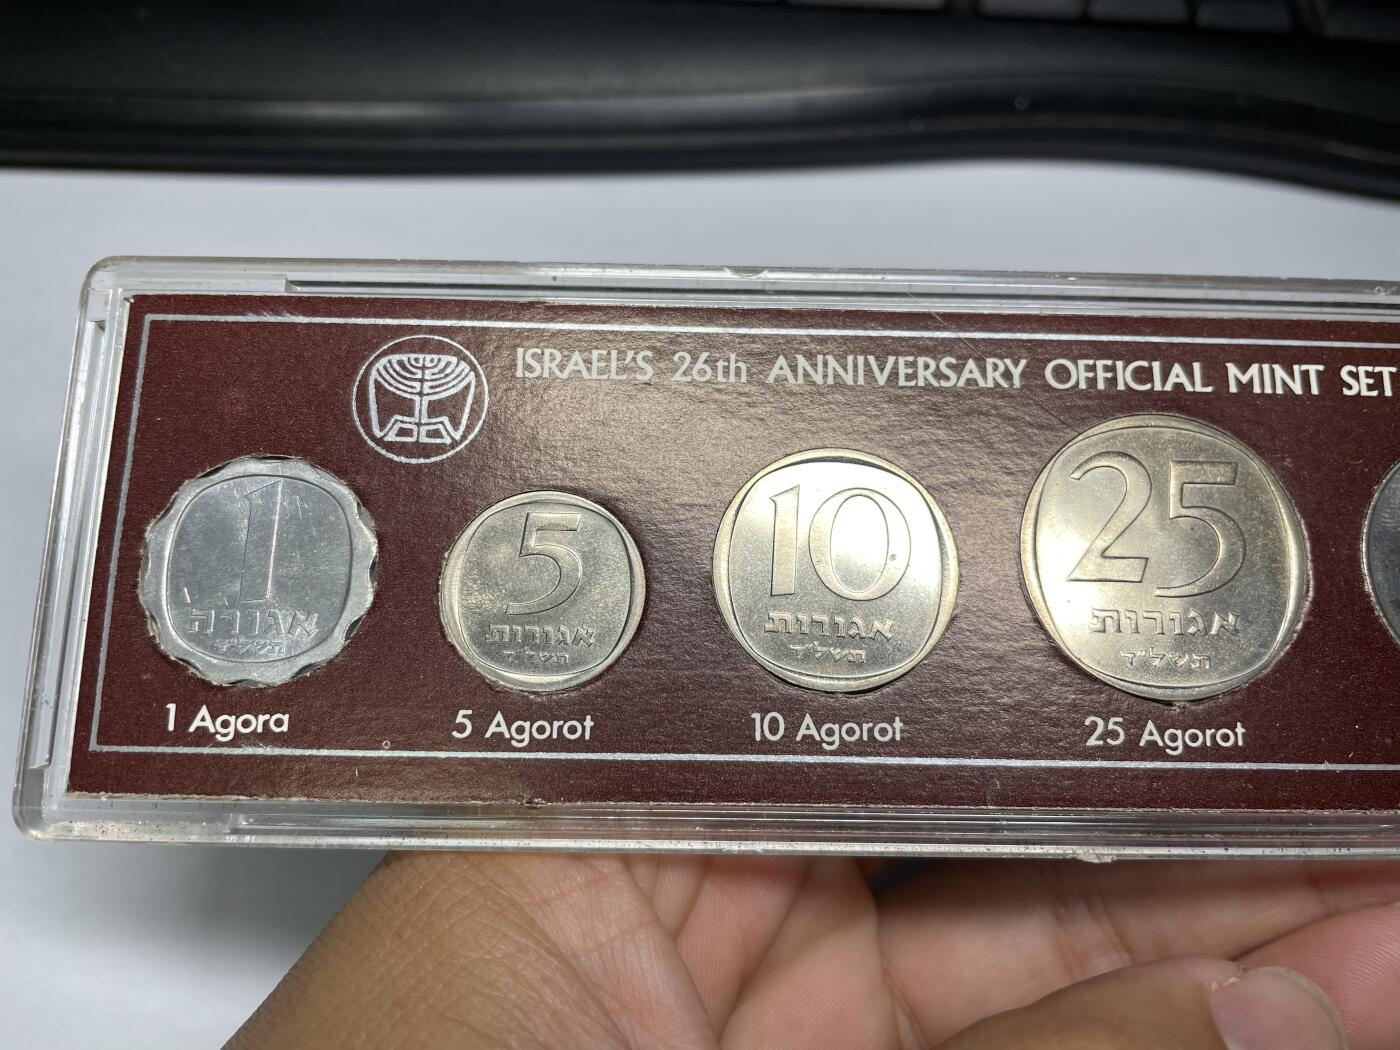 ISRAEL'S 26th ANNIVERSARY OFFICIAL MINT SET
1
אגורה
תשל"ד
5
אגורות
תשל"ד
10
אגורות
תשל"ד
25
אגורות
תשל"ד
1 Agora
5 Agorot
10 Agorot
25 Agorot